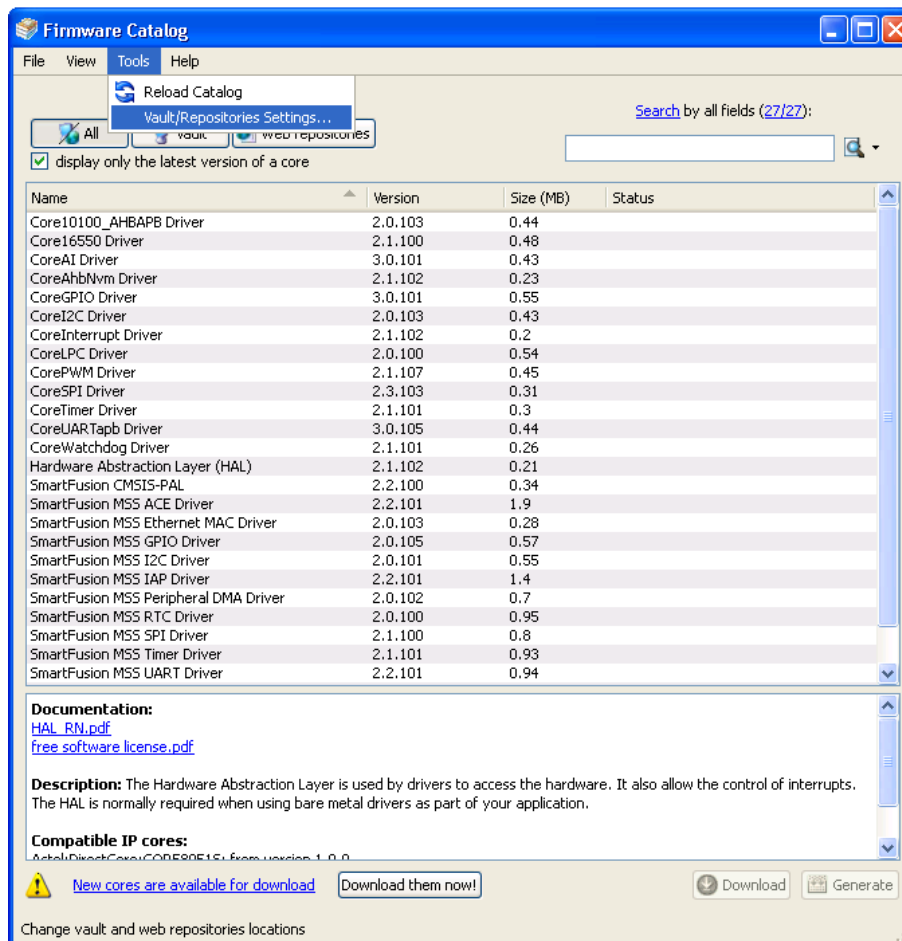 Firmware Catalog
File View Tools Help
Reload Catalog
Vault/Repositories Settings...
Search by all fields (27/27):
All Vault Web repositories
display only the latest version of a core
Name Version Size (MB) Status
Core10100_AHBAPB Driver 2.0.103 0.44
Core16550 Driver 2.1.100 0.48
CoreAI Driver 3.0.101 0.43
CoreAhbNvm Driver 2.1.102 0.23
CoreGPIO Driver 3.0.101 0.55
CoreI2C Driver 2.0.103 0.43
CoreInterrupt Driver 2.1.102 0.2
CoreLPC Driver 2.0.100 0.54
CorePWM Driver 2.1.107 0.45
CoreSPI Driver 2.3.103 0.31
CoreTimer Driver 2.1.101 0.3
CoreUARTapb Driver 3.0.105 0.44
CoreWatchdog Driver 2.1.101 0.26
Hardware Abstraction Layer (HAL) 2.1.102 0.21
SmartFusion CMSIS-PAL 2.2.100 0.34
SmartFusion MSS ACE Driver 2.2.101 1.9
SmartFusion MSS Ethernet MAC Driver 2.0.103 0.28
SmartFusion MSS GPIO Driver 2.0.105 0.57
SmartFusion MSS I2C Driver 2.0.101 0.55
SmartFusion MSS IAP Driver 2.2.101 1.4
SmartFusion MSS Peripheral DMA Driver 2.0.102 0.7
SmartFusion MSS RTC Driver 2.0.100 0.95
SmartFusion MSS SPI Driver 2.1.100 0.8
SmartFusion MSS Timer Driver 2.1.101 0.93
SmartFusion MSS UART Driver 2.2.101 0.94
Documentation:
HAL_RN.pdf
free software license.pdf
Description: The Hardware Abstraction Layer is used by drivers to access the hardware. It also allow the control of interrupts.
The HAL is normally required when using bare metal drivers as part of your application.
Compatible IP cores:
Actel:DirectCore:CORE8051S: from version 1.0.0
New cores are available for download Download them now! Download Generate
Change vault and web repositories locations